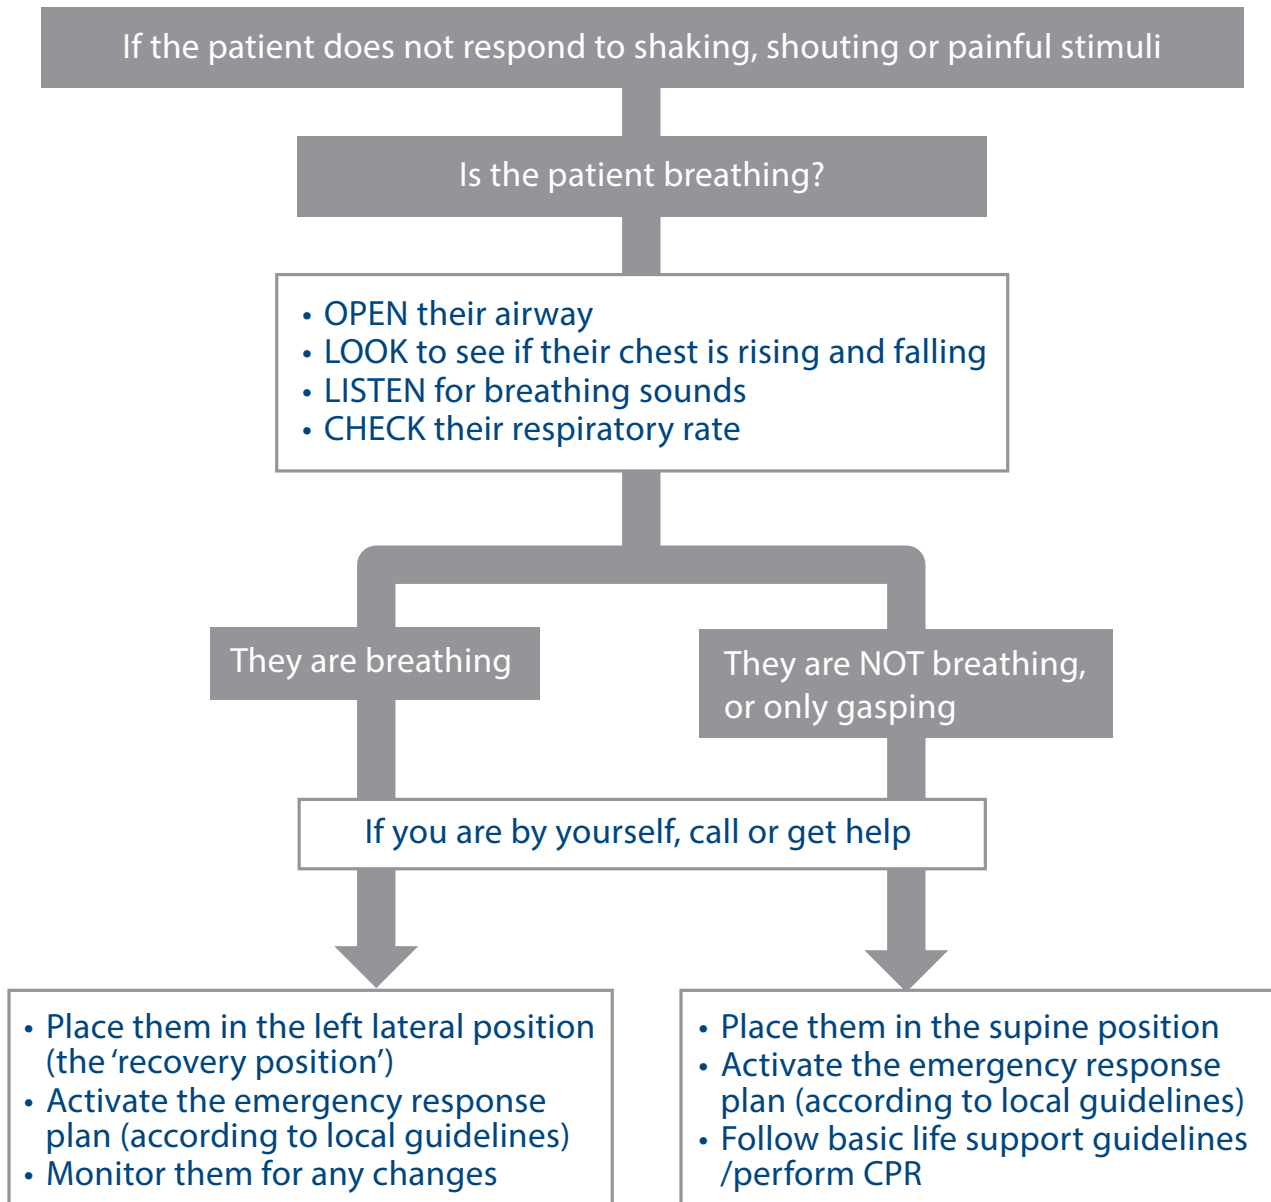 If the patient does not respond to shaking, shouting or painful stimuli
Is the patient breathing?
• OPEN their airway
• LOOK to see if their chest is rising and falling
• LISTEN for breathing sounds
• CHECK their respiratory rate
They are breathing
They are NOT breathing,
or only gasping
If you are by yourself, call or get help
• Place them in the left lateral position
(the ‘recovery position’)
• Activate the emergency response
plan (according to local guidelines)
• Monitor them for any changes
• Place them in the supine position
• Activate the emergency response
plan (according to local guidelines)
• Follow basic life support guidelines
/perform CPR